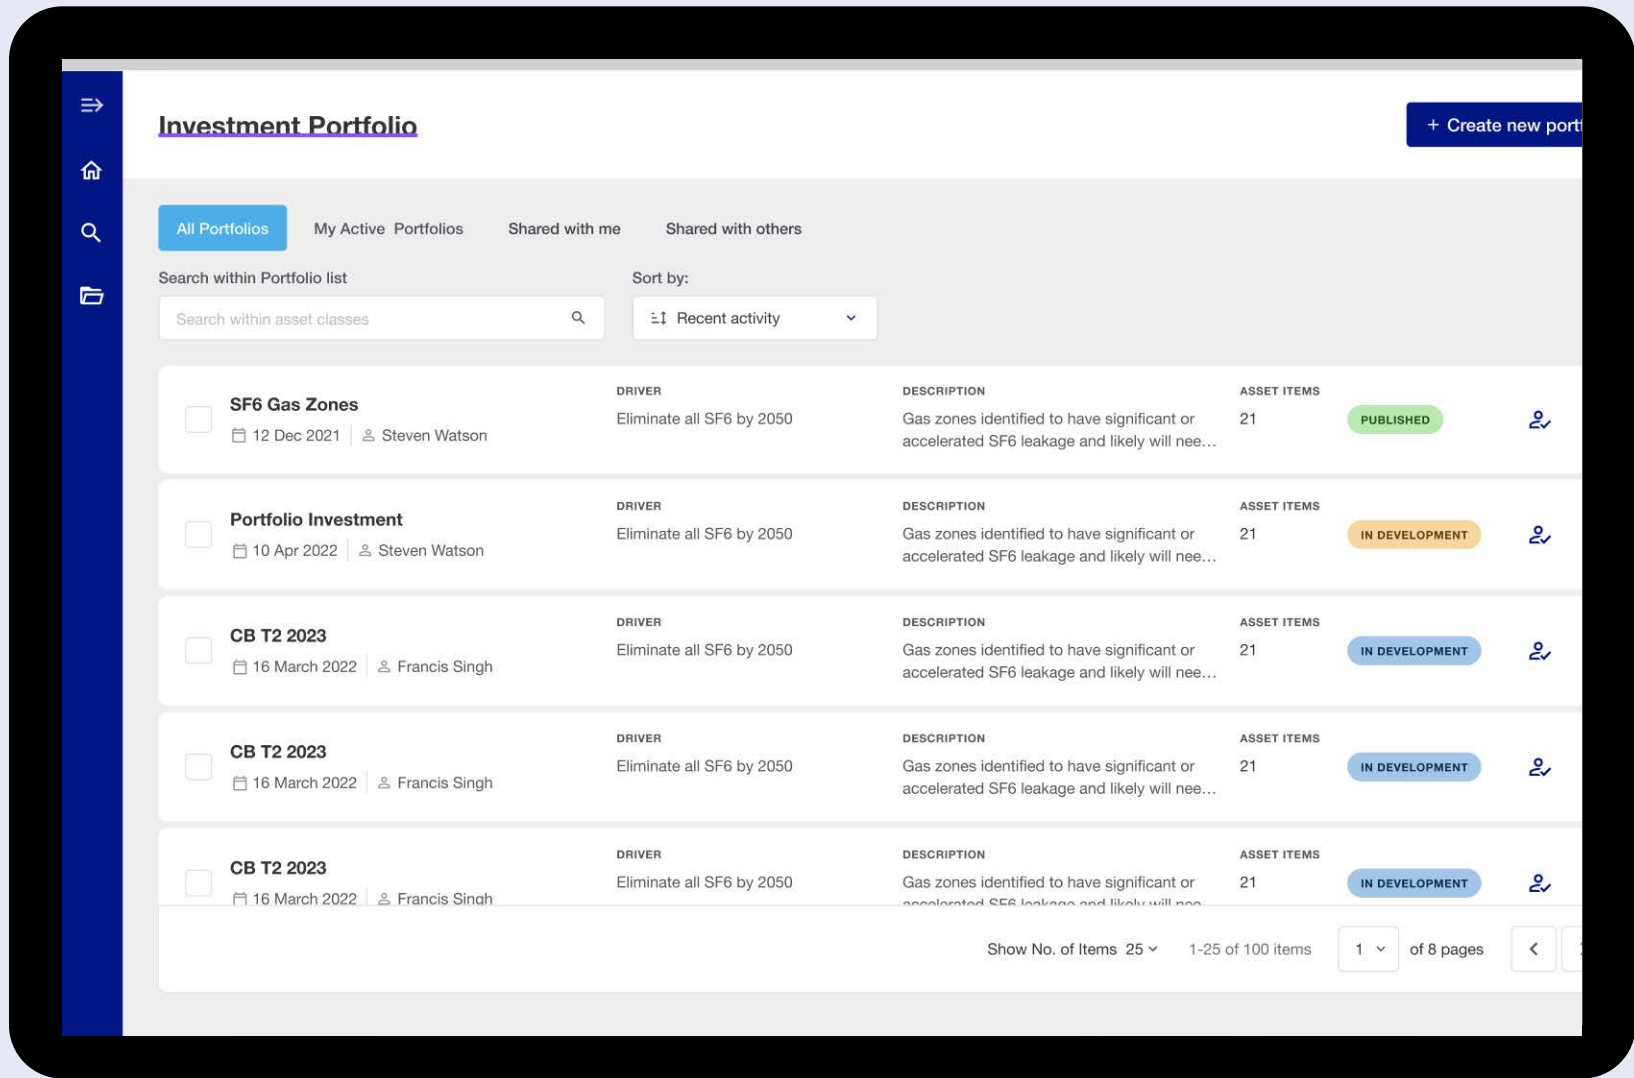 Investment Portfolio
+ Create new
All Portfolios
My Active Portfolios
Shared with me
Shared with others
Search within Portfolio list
Sort by:
Search within asset classes
Recent activity
SF6 Gas Zones
12 Dec 2021
Steven Watson
DRIVER
Eliminate all SF6 by 2050
DESCRIPTION
Gas zones identified to have significant or
accelerated SF6 leakage and likely will nee...
ASSET ITEMS
21
PUBLISHED
Portfolio Investment
10 Apr 2022
Steven Watson
DRIVER
Eliminate all SF6 by 2050
DESCRIPTION
Gas zones identified to have significant or
accelerated SF6 leakage and likely will nee...
ASSET ITEMS
21
IN DEVELOPMENT
CB T2 2023
16 March 2022
Francis Singh
DRIVER
Eliminate all SF6 by 2050
DESCRIPTION
Gas zones identified to have significant or
accelerated SF6 leakage and likely will nee...
ASSET ITEMS
21
IN DEVELOPMENT
CB T2 2023
16 March 2022
Francis Singh
DRIVER
Eliminate all SF6 by 2050
DESCRIPTION
Gas zones identified to have significant or
accelerated SF6 leakage and likely will nee...
ASSET ITEMS
21
IN DEVELOPMENT
CB T2 2023
16 March 2022
Francis Singh
DRIVER
Eliminate all SF6 by 2050
DESCRIPTION
Gas zones identified to have significant or
accelerated SF6 leakage and likely will nee
ASSET ITEMS
21
IN DEVELOPMENT
Show No. of Items 25
1-25 of 100 items
1
of 8 pages